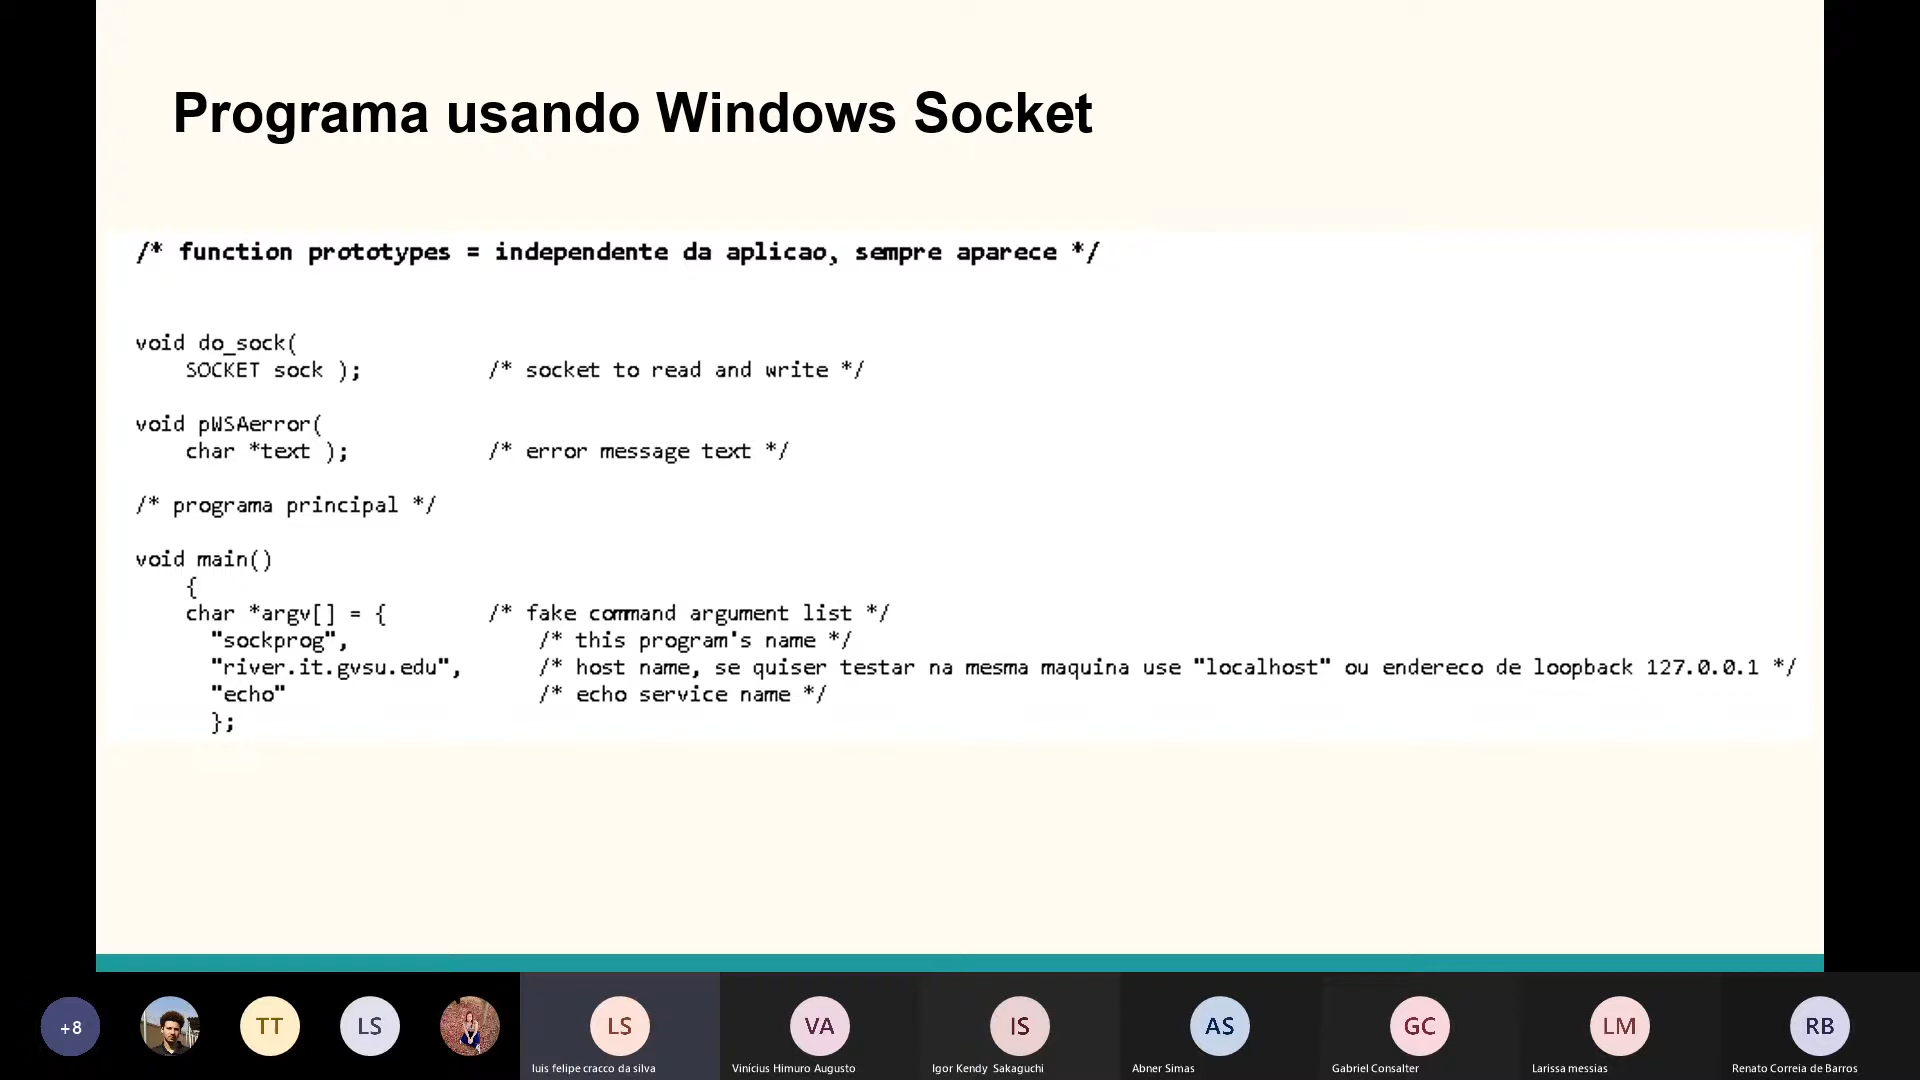 Programa usando Windows Socket
/* function prototypes = independente da aplicao, sempre aparece */
void do_sock(
SOCKET sock ); /* socket to read and write */
void pWSAerror(
char *text ); /* error message text */
/* programa principal */
void main()
{
char *argv[] = { /* fake command argument list */
"sockprog", /* this program's name */
"river.it.gvsu.edu", /* host name, se quiser testar na mesma maquina use "localhost" ou endereco de loopback 127.0.0.1 */
"echo" /* echo service name */
};
+8
TT
LS
LS
VA
IS
AS
GC
LM
RB
luis felipe cracco da silva
Vinícius Himuro Augusto
Igor Kendy Sakaguchi
Abner Simas
Gabriel Consalter
Larissa messias
Renato Correia de Barros